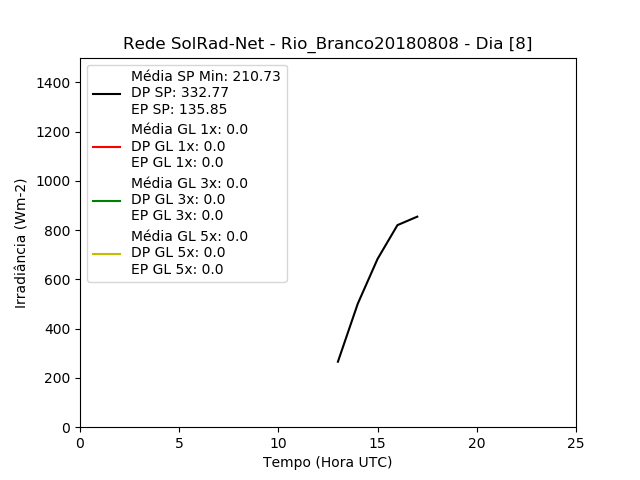 Rede SolRad-Net - Rio_Branco20180808 - Dia [8]
Média SP Min: 210.73
DP SP: 332.77
EP SP: 135.85
Média GL 1x: 0.0
DP GL 1x: 0.0
EP GL 1x: 0.0
Média GL 3x: 0.0
DP GL 3x: 0.0
EP GL 3x: 0.0
Média GL 5x: 0.0
DP GL 5x: 0.0
EP GL 5x: 0.0
Irradiância (Wm-2)
1400
1200
1000
800
600
400
200
0
0 5 10 15 20 25
Tempo (Hora UTC)